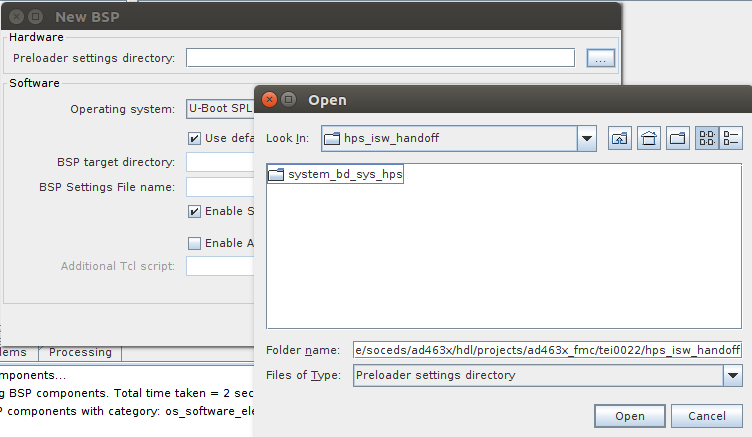 New BSP
Hardware
Preloader settings directory:
...
Software
Operating system:
U-Boot SPL
Use defa
BSP target directory:
BSP Settings File name:
Enable S
Enable A
Additional Tcl script:
Open
Look In:
hps_isw_handoff
system_bd_sys_hps
Folder name:
e/soceds/ad463x/hdl/projects/ad463x_fmc/tei0022/hps_isw_handoff
Files of Type:
Preloader settings directory
Open
Cancel
ems
Processing
mponents...
g BSP components. Total time taken = 2 sec
P components with category: os_software_ele